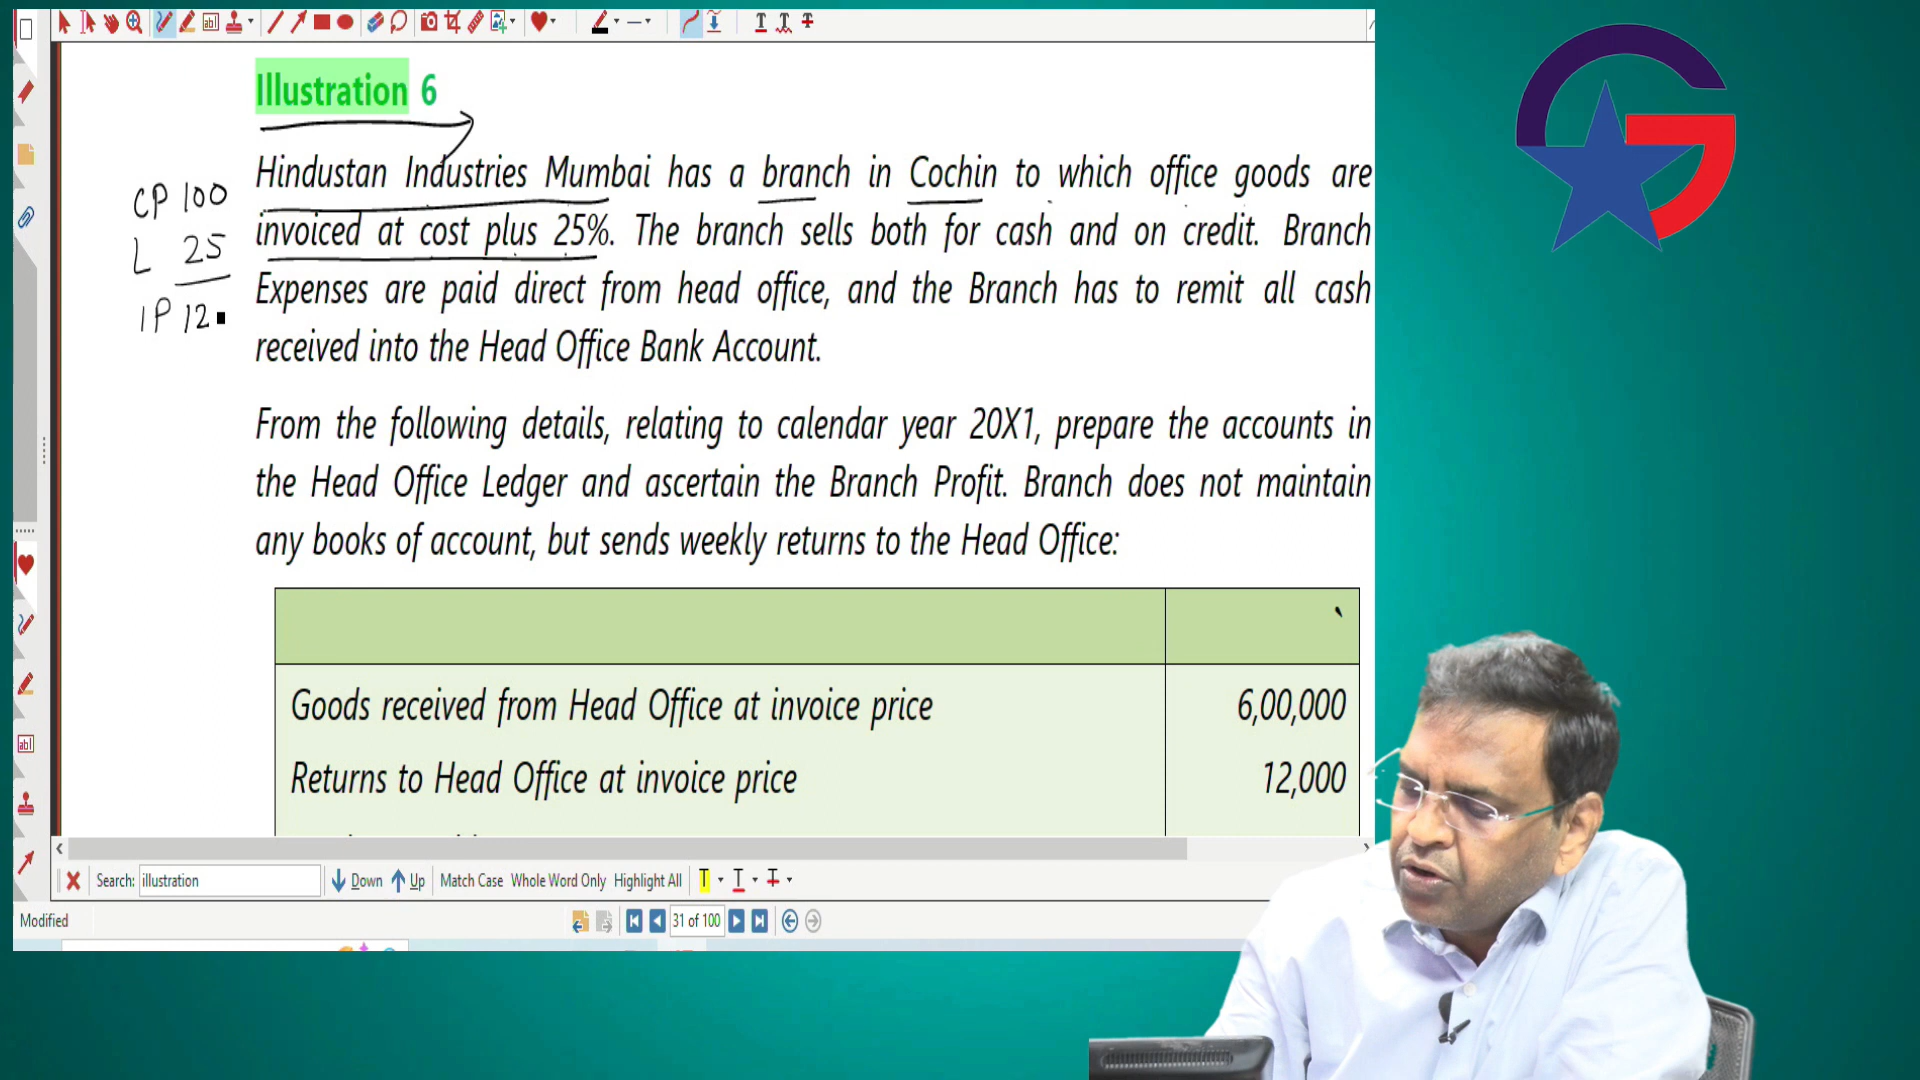 Illustration 6
Hindustan Industries Mumbai has a branch in Cochin to which office goods are
invoiced at cost plus 25%. The branch sells both for cash and on credit. Branch
Expenses are paid direct from head office, and the Branch has to remit all cash
received into the Head Office Bank Account.
CP 100
L 25
IP 12
From the following details, relating to calendar year 20X1, prepare the accounts in
the Head Office Ledger and ascertain the Branch Profit. Branch does not maintain
any books of account, but sends weekly returns to the Head Office:
`
Goods received from Head Office at invoice price 6,00,000
Returns to Head Office at invoice price 12,000
Search: illustration Down Up Match Case Whole Word Only Highlight All T T T
Modified 31 of 100